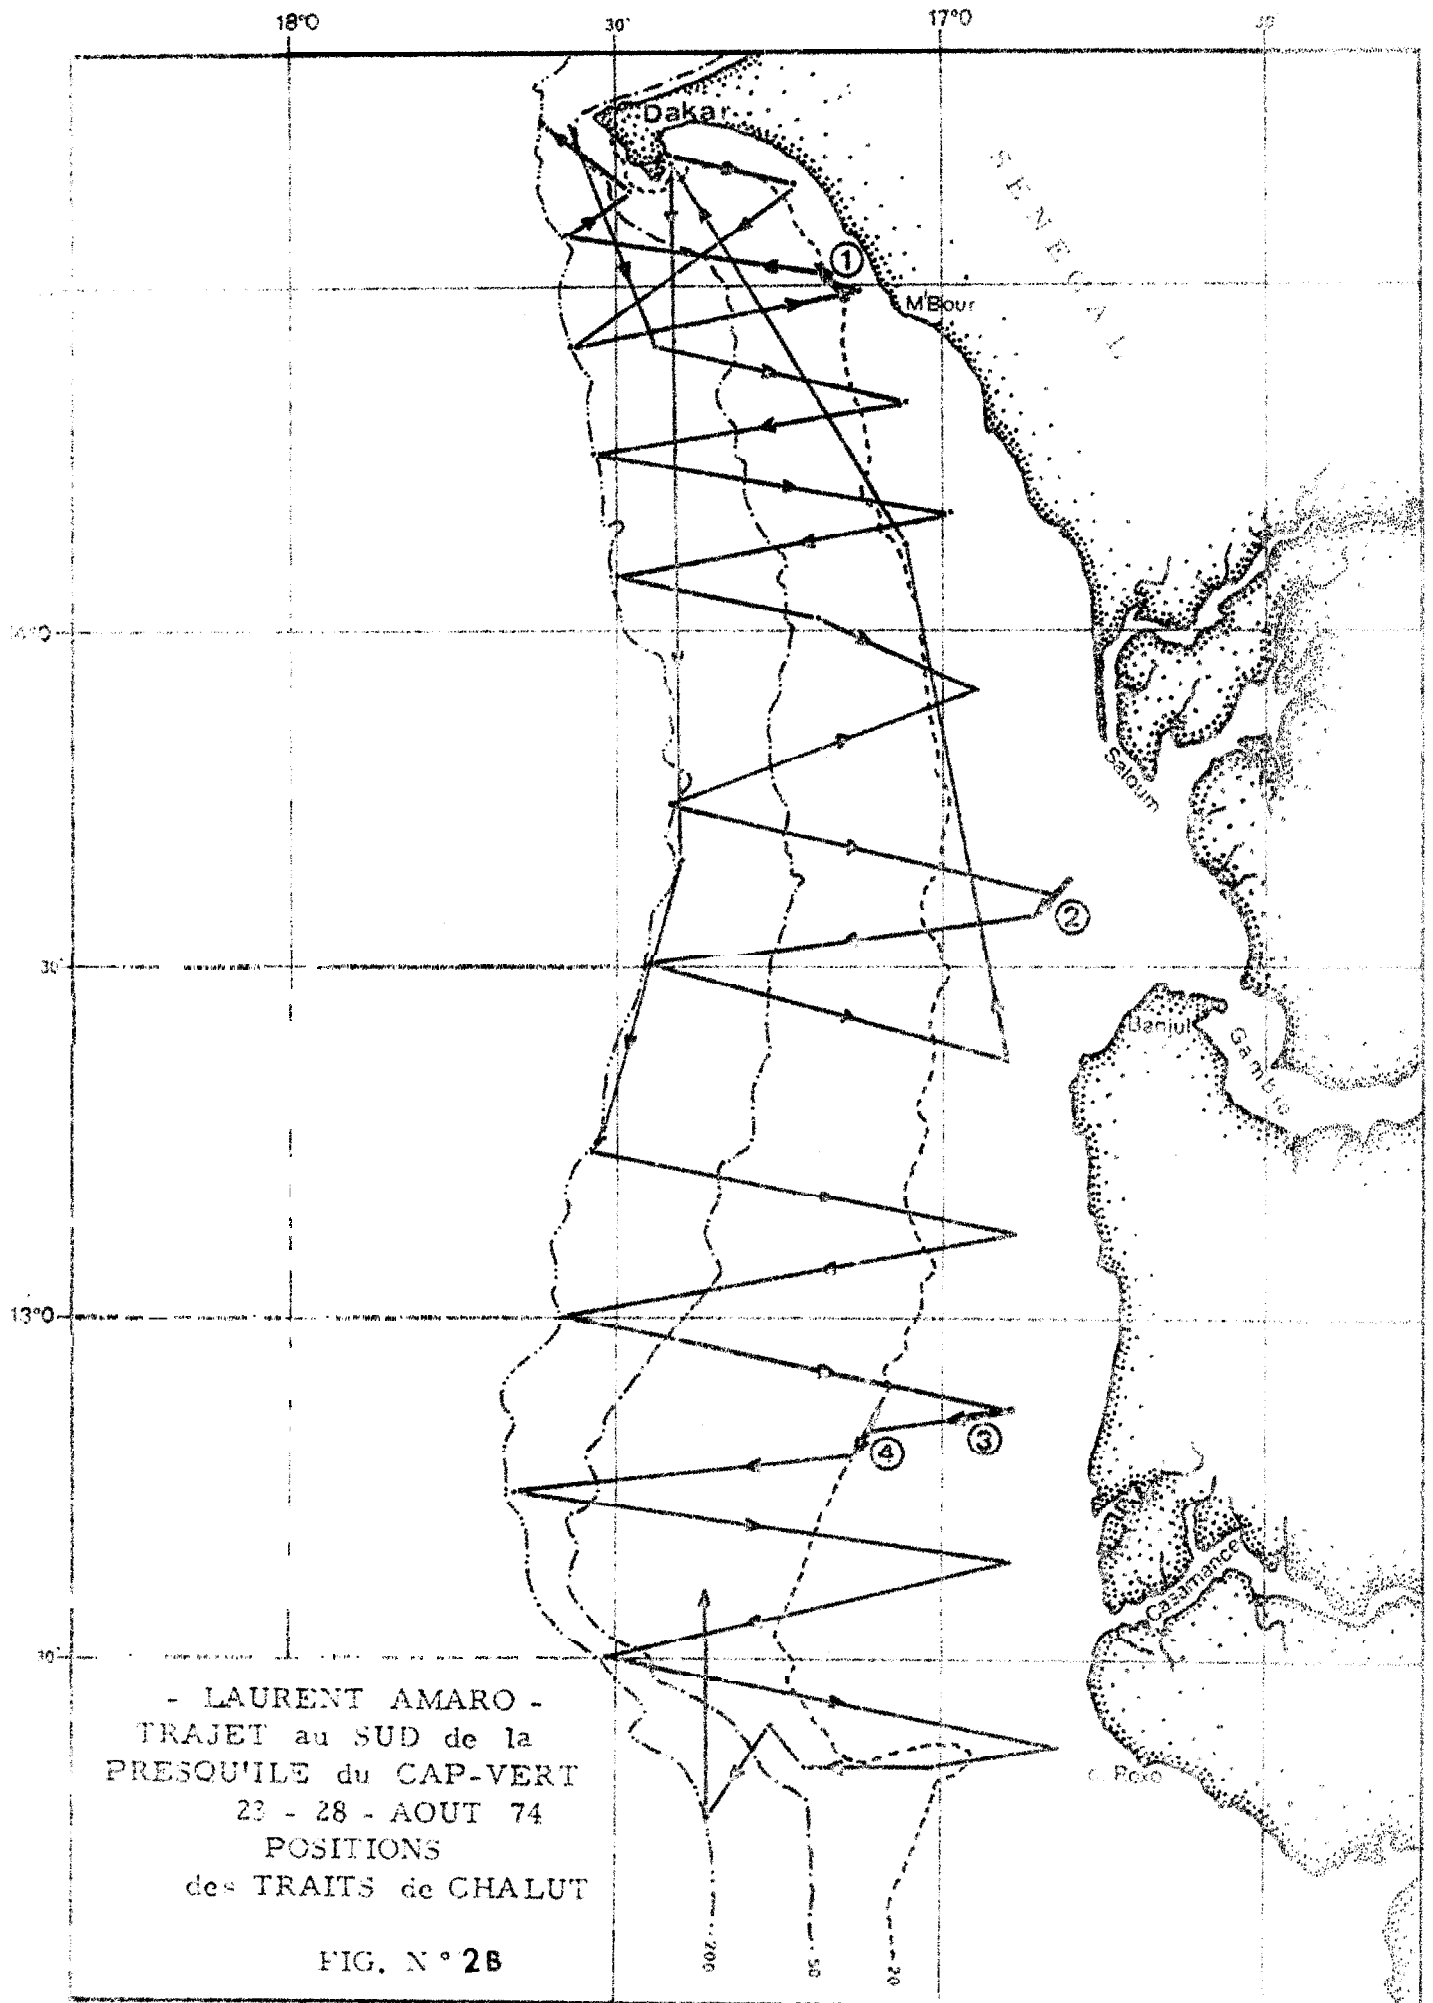 18°0
30'
17°0
30'
Dakar
SENEGAL
1
M'Bour
Saloum
2
30'
Banjul
Gambie
13°0
3
4
Casamance
30'
- LAURENT AMARO -
TRAJET au SUD de la
PRESQU'ILE du CAP-VERT
23 - 28 - AOUT 74
POSITIONS
des TRAITS de CHALUT
FIG. N° 2B
c. Roxo
200
50
20